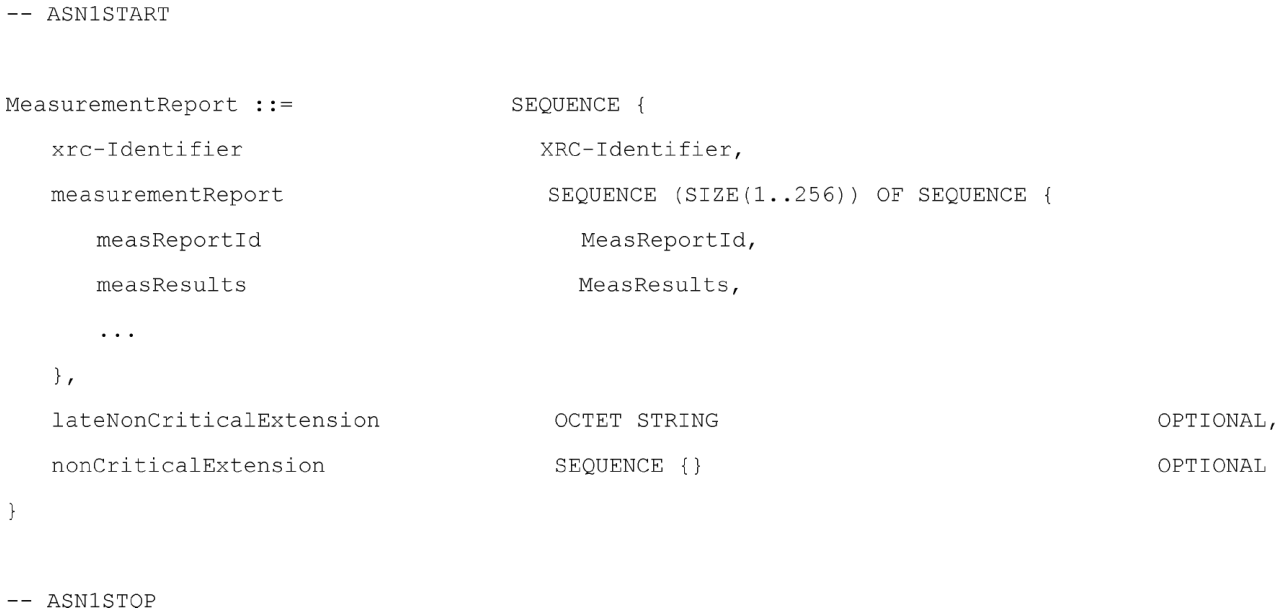 -- ASN1START
MeasurementReport ::= SEQUENCE {
xrc-Identifier XRC-Identifier,
measurementReport SEQUENCE (SIZE(1..256)) OF SEQUENCE {
measReportId MeasReportId,
measResults MeasResults,
...
},
lateNonCriticalExtension OCTET STRING OPTIONAL,
nonCriticalExtension SEQUENCE {} OPTIONAL
}
-- ASN1STOP